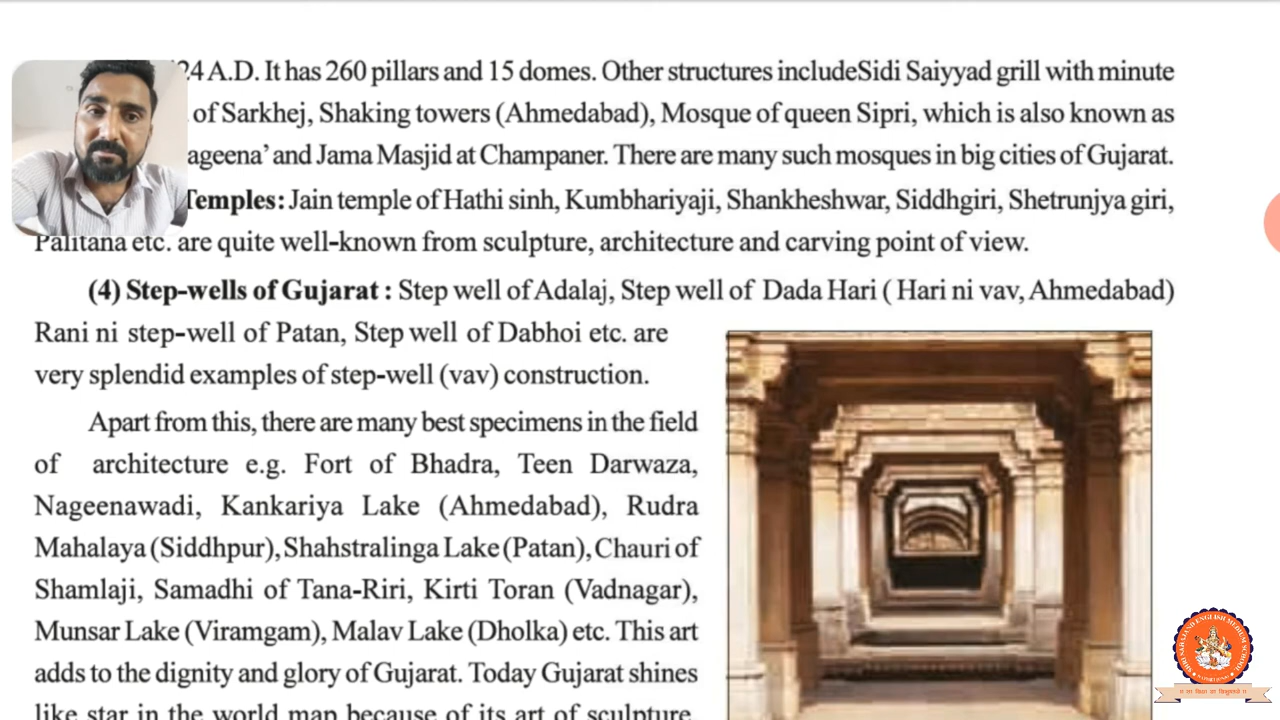 24 A.D. It has 260 pillars and 15 domes. Other structures includeSidi Saiyyad grill with minute
of Sarkhej, Shaking towers (Ahmedabad), Mosque of queen Sipri, which is also known as
ageena’ and Jama Masjid at Champaner. There are many such mosques in big cities of Gujarat.
Temples: Jain temple of Hathi sinh, Kumbhariyaji, Shankheshwar, Siddhgiri, Shetrunjya giri,
Palitana etc. are quite well-known from sculpture, architecture and carving point of view.
(4) Step-wells of Gujarat : Step well of Adalaj, Step well of Dada Hari ( Hari ni vav, Ahmedabad)
Rani ni step-well of Patan, Step well of Dabhoi etc. are
very splendid examples of step-well (vav) construction.
Apart from this, there are many best specimens in the field
of architecture e.g. Fort of Bhadra, Teen Darwaza,
Nageenawadi, Kankariya Lake (Ahmedabad), Rudra
Mahalaya (Siddhpur), Shahstralinga Lake (Patan), Chauri of
Shamlaji, Samadhi of Tana-Riri, Kirti Toran (Vadnagar),
Munsar Lake (Viramgam), Malav Lake (Dholka) etc. This art
adds to the dignity and glory of Gujarat. Today Gujarat shines
like star in the world map because of its art of sculpture,